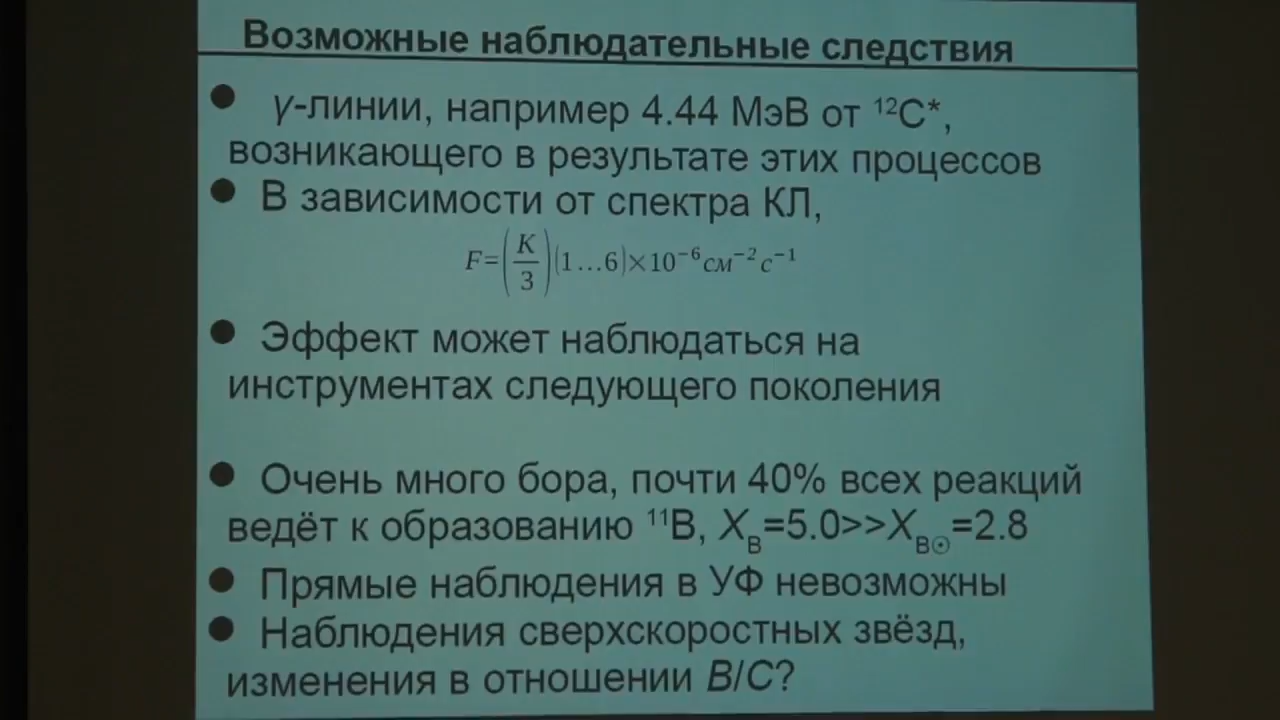 Возможные наблюдательные следствия
● γ-линии, например 4.44 МэВ от ¹²C*,
возникающего в результате этих процессов
● В зависимости от спектра КЛ,
F=(K/3)(1…6)×10⁻⁶см⁻²с⁻¹
● Эффект может наблюдаться на
инструментах следующего поколения
● Очень много бора, почти 40% всех реакций
ведёт к образованию ¹¹B, X_B=5.0>>X_B☉=2.8
● Прямые наблюдения в УФ невозможны
● Наблюдения сверхскоростных звёзд,
изменения в отношении B/C?